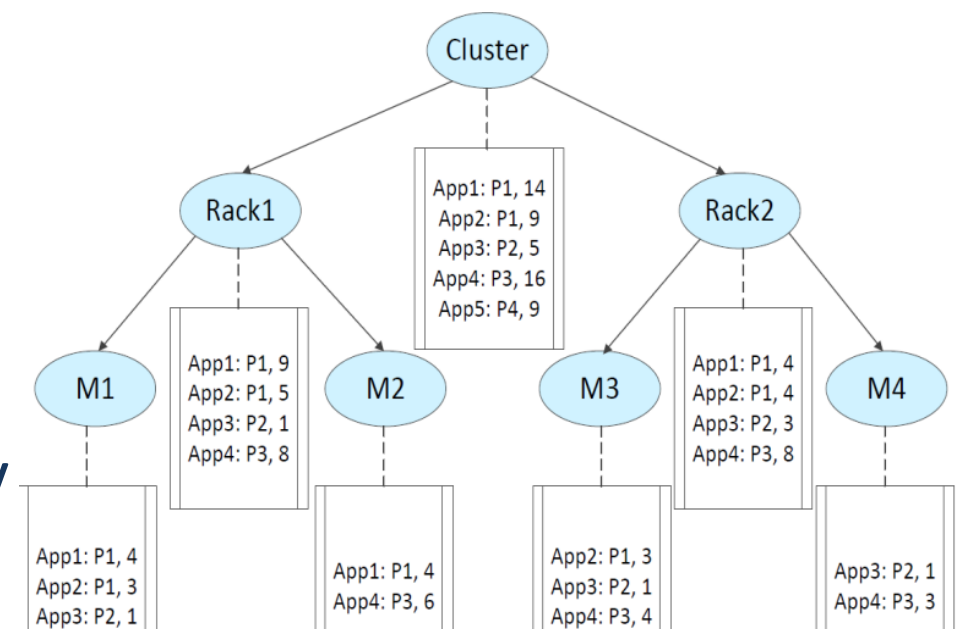 Cluster
App1: P1, 14
App2: P1, 9
App3: P2, 5
App4: P3, 16
App5: P4, 9
Rack1
Rack2
App1: P1, 9
App2: P1, 5
App3: P2, 1
App4: P3, 8
App1: P1, 4
App2: P1, 4
App3: P2, 3
App4: P3, 8
M1
M2
M3
M4
App1: P1, 4
App2: P1, 3
App3: P2, 1
App1: P1, 4
App4: P3, 6
App2: P1, 3
App3: P2, 1
App4: P3, 4
App3: P2, 1
App4: P3, 3